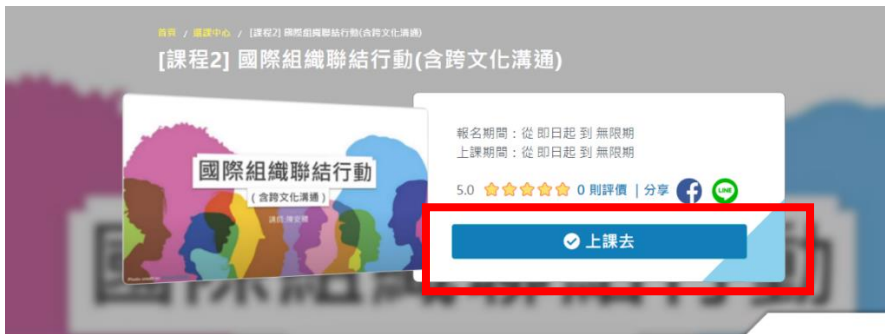 首頁 / 選課中心 / [課程2] 國際組織聯結行動(含跨文化溝通)
[課程2] 國際組織聯結行動(含跨文化溝通)
國際組織聯結行動
(含跨文化溝通)
報名期間：從 即日起 到 無限期
上課期間：從 即日起 到 無限期
5.0 0 則評價 | 分享
LINE
上課去